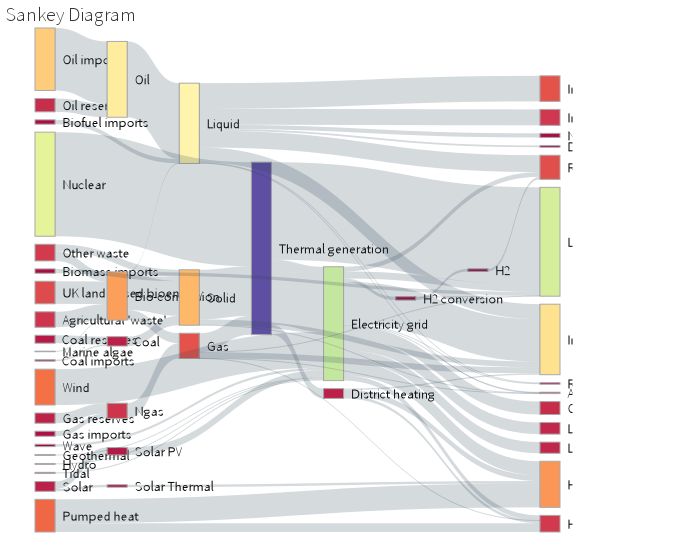 Sankey Diagram
Oil impo
Oil
Oil reser
Biofuel imports
Liquid
Nuclear
Thermal generation
Other waste
Biomass imports
H2
UK land based bioenergy
Bio-conversion
Solid
H2 conversion
Agricultural 'waste'
Electricity grid
Coal reserves
Coal
Gas
Marine algae
Coal imports
Wind
District heating
Ngas
Gas reserves
Gas imports
Wave
Solar PV
Geothermal
Hydro
Tidal
Solar
Solar Thermal
Pumped heat